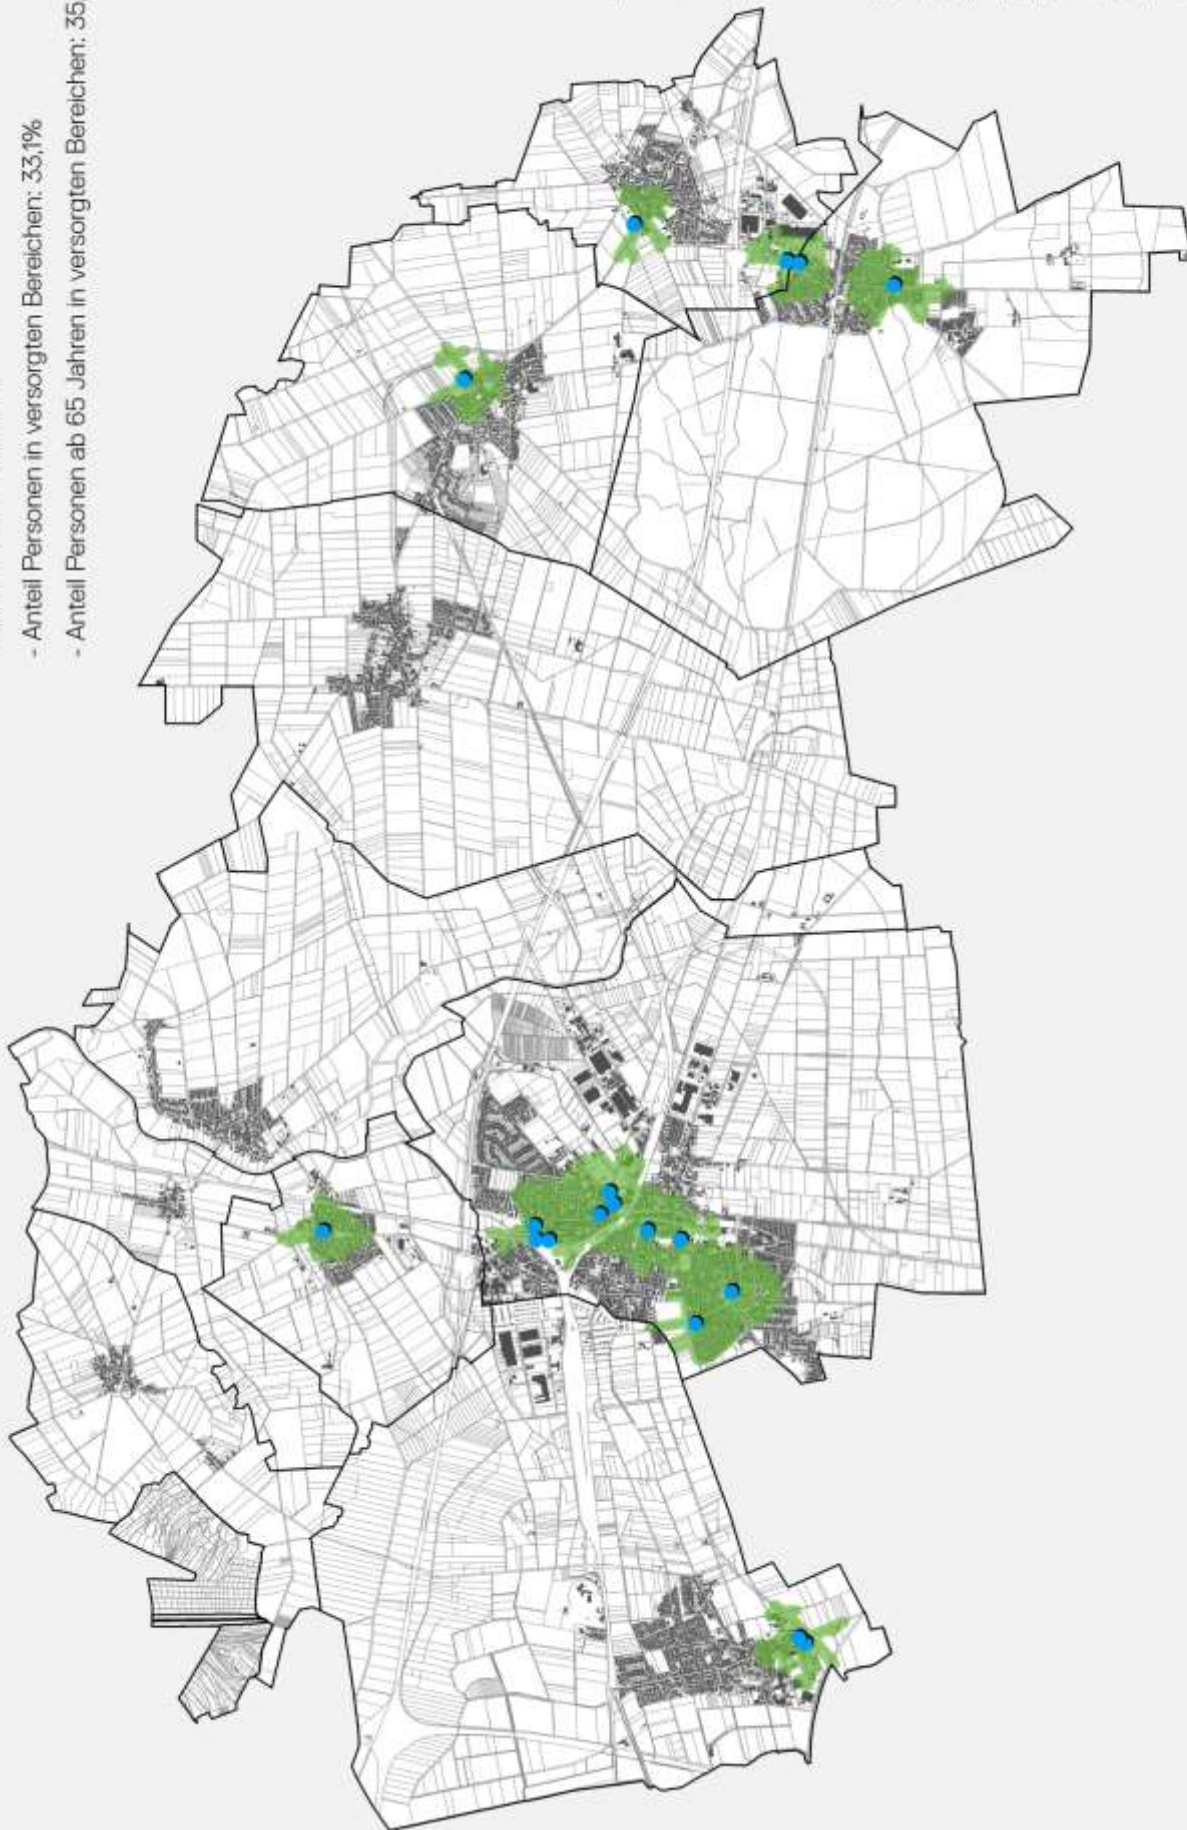 - Anteil Personen in versorgten Bereichen: 33,1%
- Anteil Personen ab 65 Jahren in versorgten Bereichen: 35,